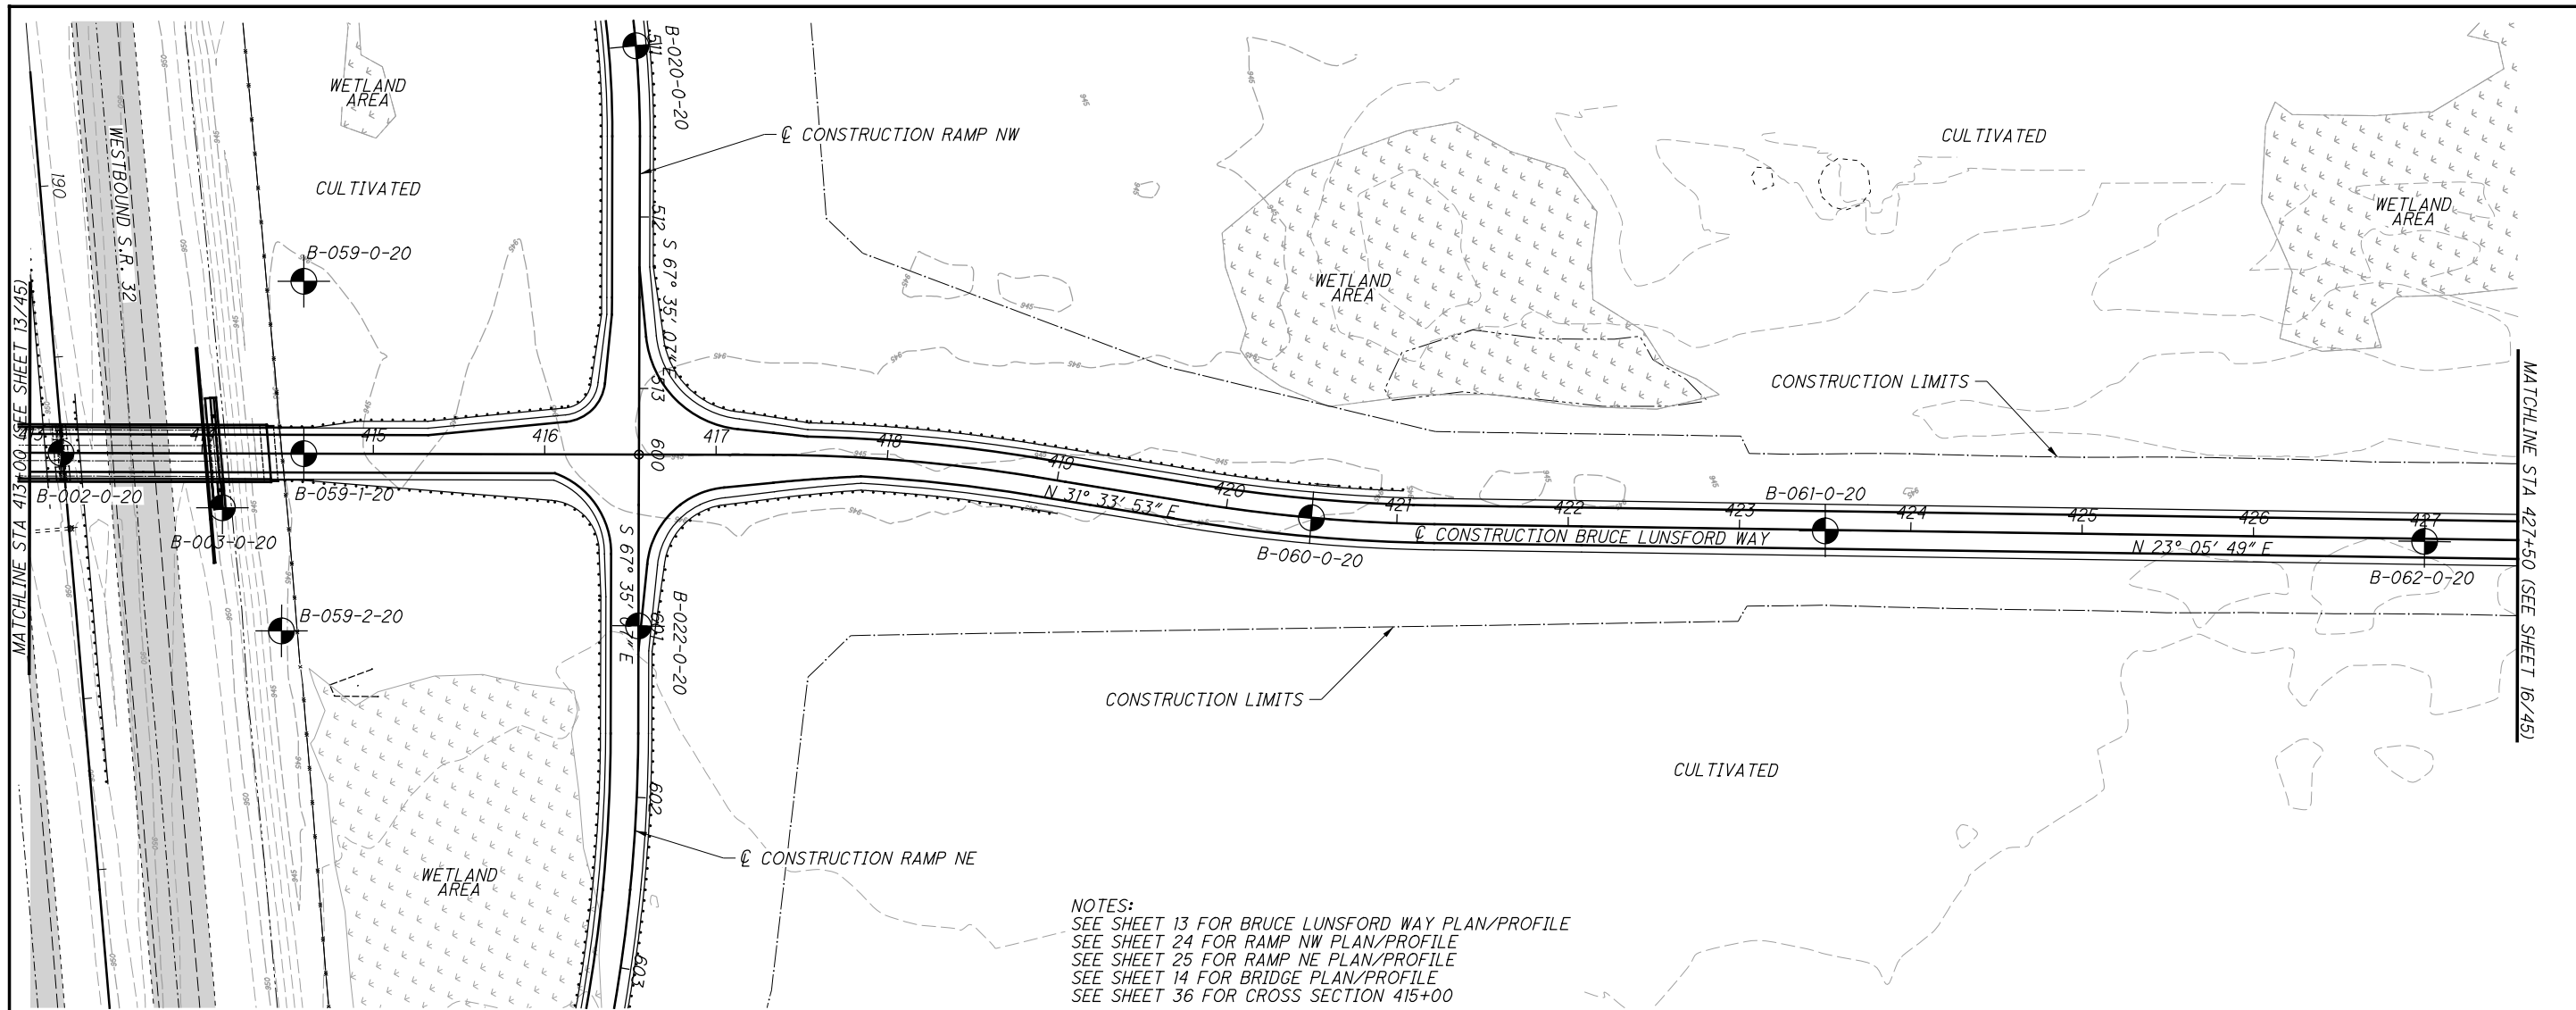 MATCHLINE STA 413+00 (SEE SHEET 13/45)
190
WESTBOUND S.R. 32
WETLAND
AREA
CULTIVATED
B-059-0-20
511
B-020-0-20
℄ CONSTRUCTION RAMP NW
512
S 67° 35' 07" E
513
600
B-002-0-20
B-003-0-20
B-059-1-20
B-059-2-20
415
416
417
418
419
420
421
422
423
424
425
426
427
N 31° 33' 53" E
B-060-0-20
℄ CONSTRUCTION BRUCE LUNSFORD WAY
B-061-0-20
N 23° 05' 49" E
B-062-0-20
WETLAND
AREA
CULTIVATED
WETLAND
AREA
CONSTRUCTION LIMITS
MATCHLINE STA 427+50 (SEE SHEET 16/45)
S 67° 35' 07" E
601
B-022-0-20
602
603
℄ CONSTRUCTION RAMP NE
WETLAND
AREA
CONSTRUCTION LIMITS
CULTIVATED
NOTES:
SEE SHEET 13 FOR BRUCE LUNSFORD WAY PLAN/PROFILE
SEE SHEET 24 FOR RAMP NW PLAN/PROFILE
SEE SHEET 25 FOR RAMP NE PLAN/PROFILE
SEE SHEET 14 FOR BRIDGE PLAN/PROFILE
SEE SHEET 36 FOR CROSS SECTION 415+00